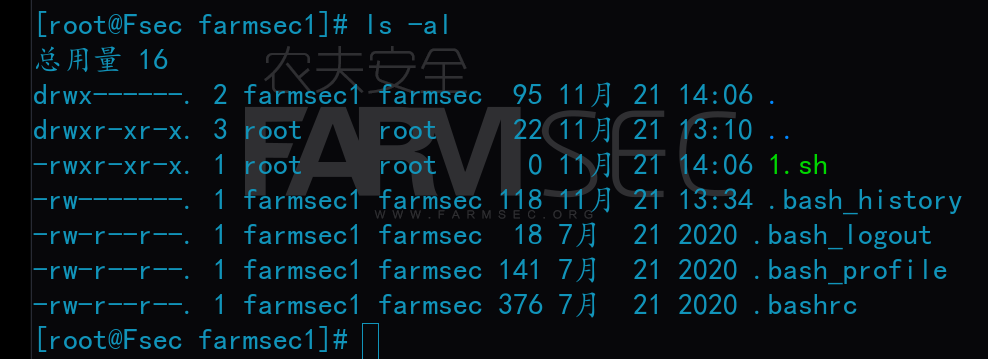 [root@Fsec farmsec1]# ls -al
总用量 16
农夫安全
drwx------. 2 farmsec1 farmsec  95 11月 21 14:06 .
drwxr-xr-x. 3 root     root     22 11月 21 13:10 ..
FARMSEC
-rwxr-xr-x. 1 root     root      0 11月 21 14:06 1.sh
-rw-------. 1 farmsec1 farmsec 118 11月 21 13:34 .bash_history
WWW.FARMSEC.ORG
-rw-r--r--. 1 farmsec1 farmsec  18 7月  21 2020 .bash_logout
-rw-r--r--. 1 farmsec1 farmsec 141 7月  21 2020 .bash_profile
-rw-r--r--. 1 farmsec1 farmsec 376 7月  21 2020 .bashrc
[root@Fsec farmsec1]#